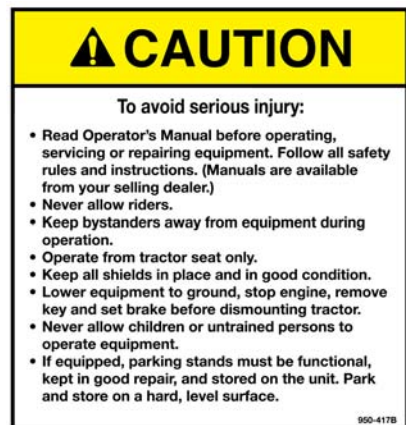 CAUTION
To avoid serious injury:
• Read Operator's Manual before operating,
servicing or repairing equipment. Follow all safety
rules and instructions. (Manuals are available
from your selling dealer.)
• Never allow riders.
• Keep bystanders away from equipment during
operation.
• Operate from tractor seat only.
• Keep all shields in place and in good condition.
• Lower equipment to ground, stop engine, remove
key and set brake before dismounting tractor.
• Never allow children or untrained persons to
operate equipment.
• If equipped, parking stands must be functional,
kept in good repair, and stored on the unit. Park
and store on a hard, level surface.
950-417B